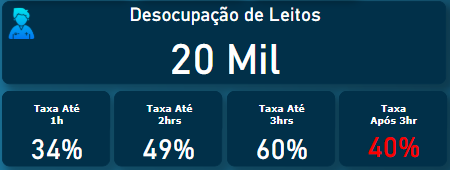 Desocupação de Leitos
20 Mil
Taxa Até
1h
34%
Taxa Até
2hrs
49%
Taxa Até
3hrs
60%
Taxa
Após 3hr
40%